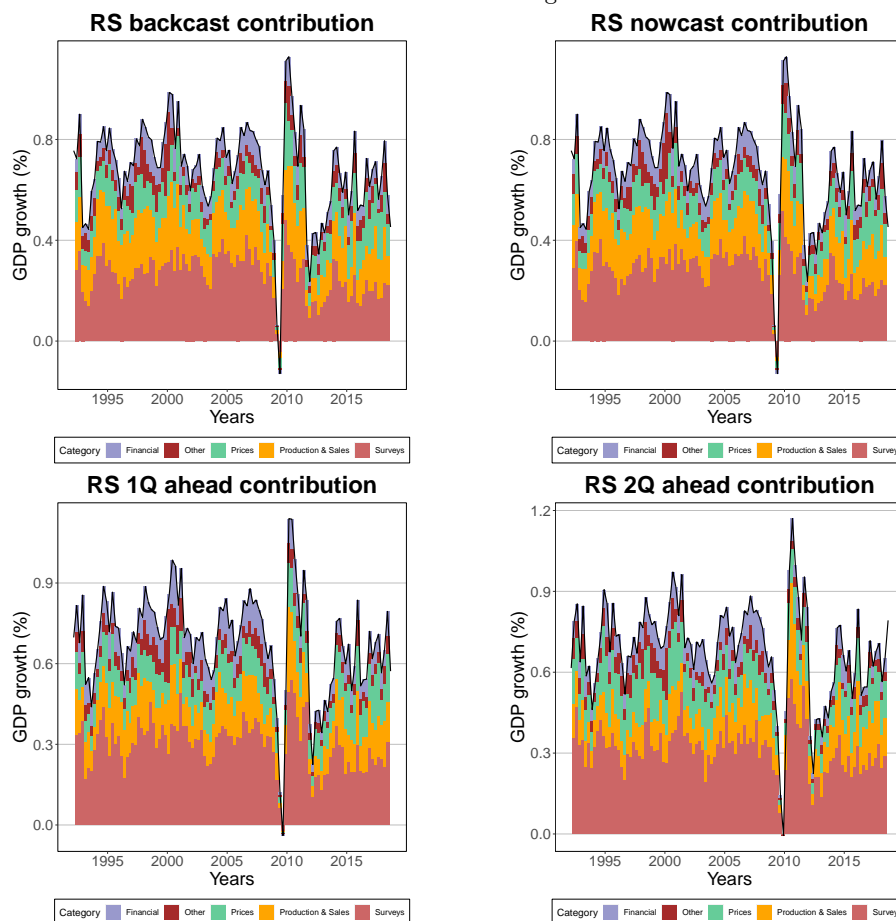 RS backcast contribution
GDP growth (%)
0.8
0.4
0.0
1995 2000 2005 2010 2015
Years
Category Financial Other Prices Production & Sales Surveys
RS nowcast contribution
GDP growth (%)
0.8
0.4
0.0
1995 2000 2005 2010 2015
Years
Category Financial Other Prices Production & Sales Survey
RS 1Q ahead contribution
GDP growth (%)
0.9
0.6
0.3
0.0
1995 2000 2005 2010 2015
Years
Category Financial Other Prices Production & Sales Surveys
RS 2Q ahead contribution
GDP growth (%)
1.2
0.9
0.6
0.3
0.0
1995 2000 2005 2010 2015
Years
Category Financial Other Prices Production & Sales Survey